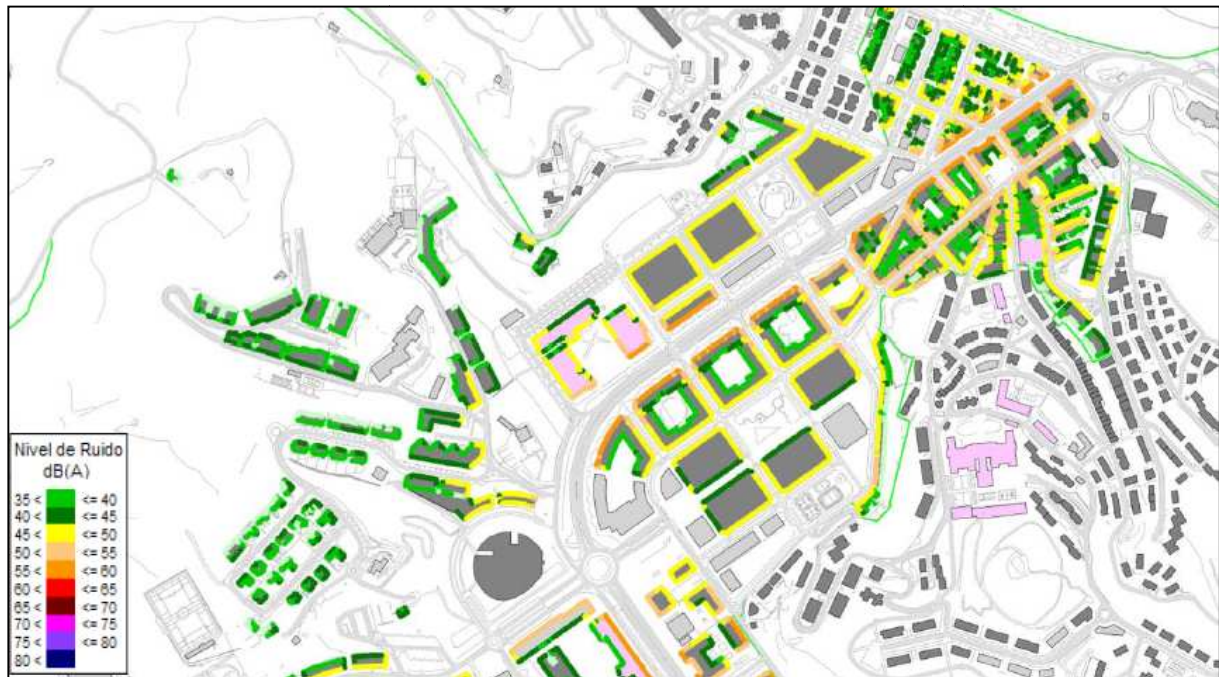 Nivel de Ruido
dB(A)
35 < <= 40
40 < <= 45
45 < <= 50
50 < <= 55
55 < <= 60
60 < <= 65
65 < <= 70
70 < <= 75
75 < <= 80
80 <